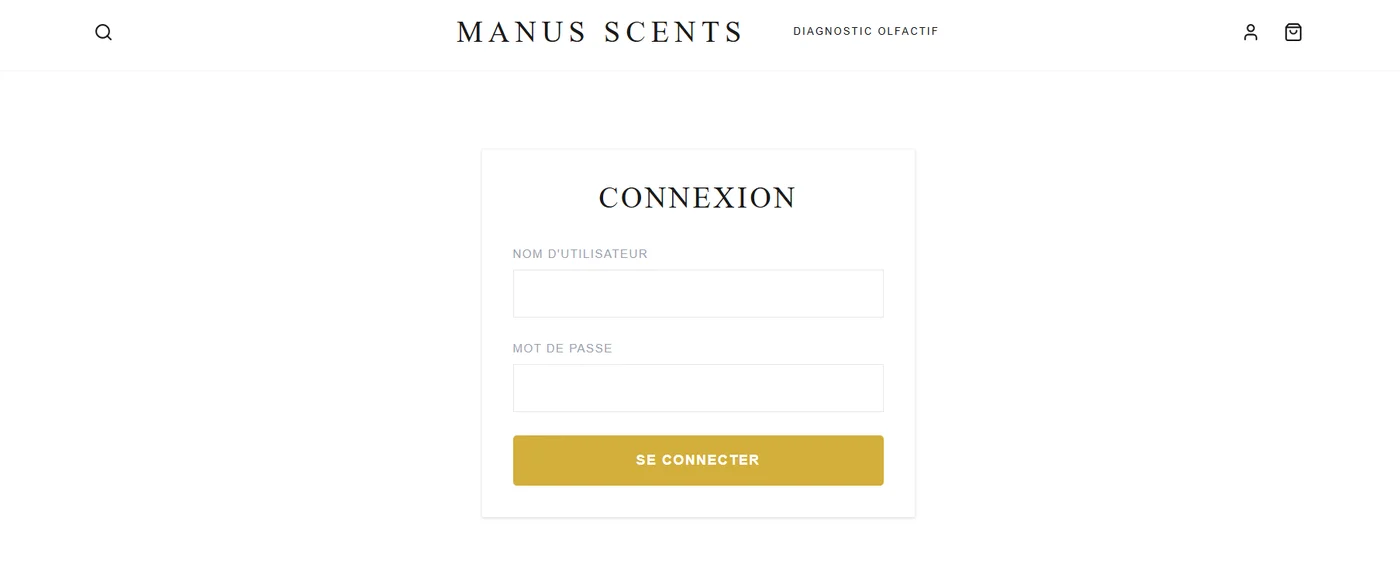 MANUS SCENTS
DIAGNOSTIC OLFACTIF
CONNEXION
NOM D'UTILISATEUR
MOT DE PASSE
SE CONNECTER